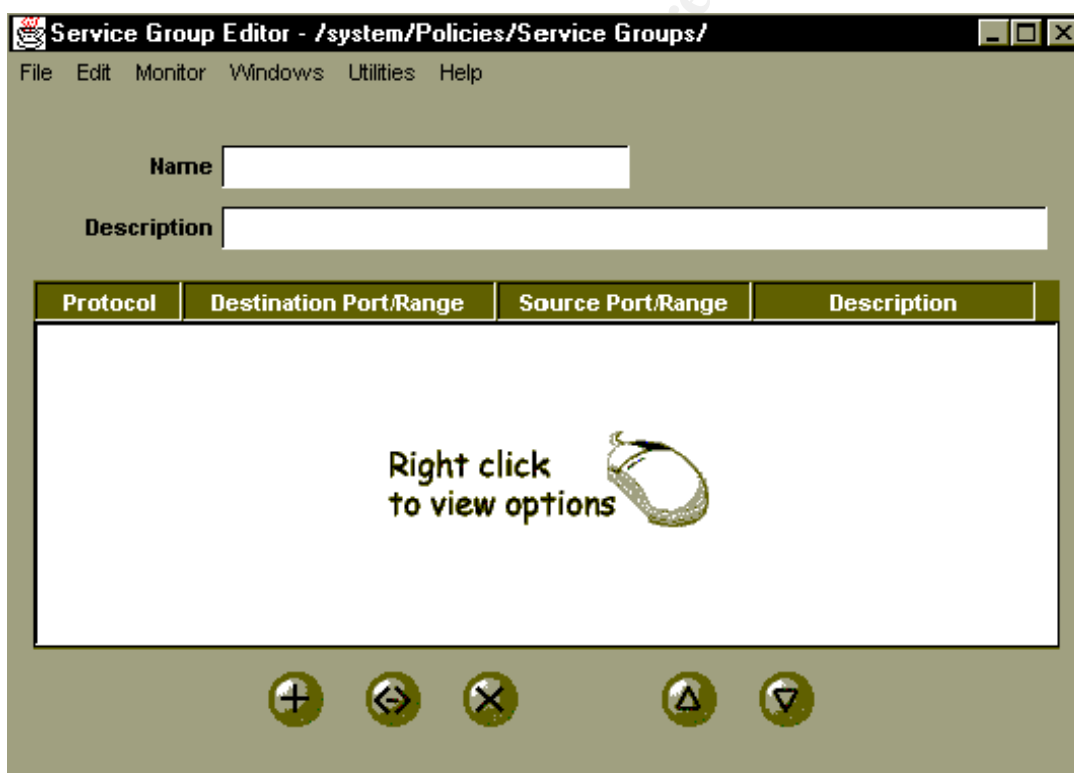 Service Group Editor - /system/Policies/Service Groups/
File Edit Monitor Windows Utilities Help
Name
Description
Protocol Destination Port/Range Source Port/Range Description
Right click
to view options